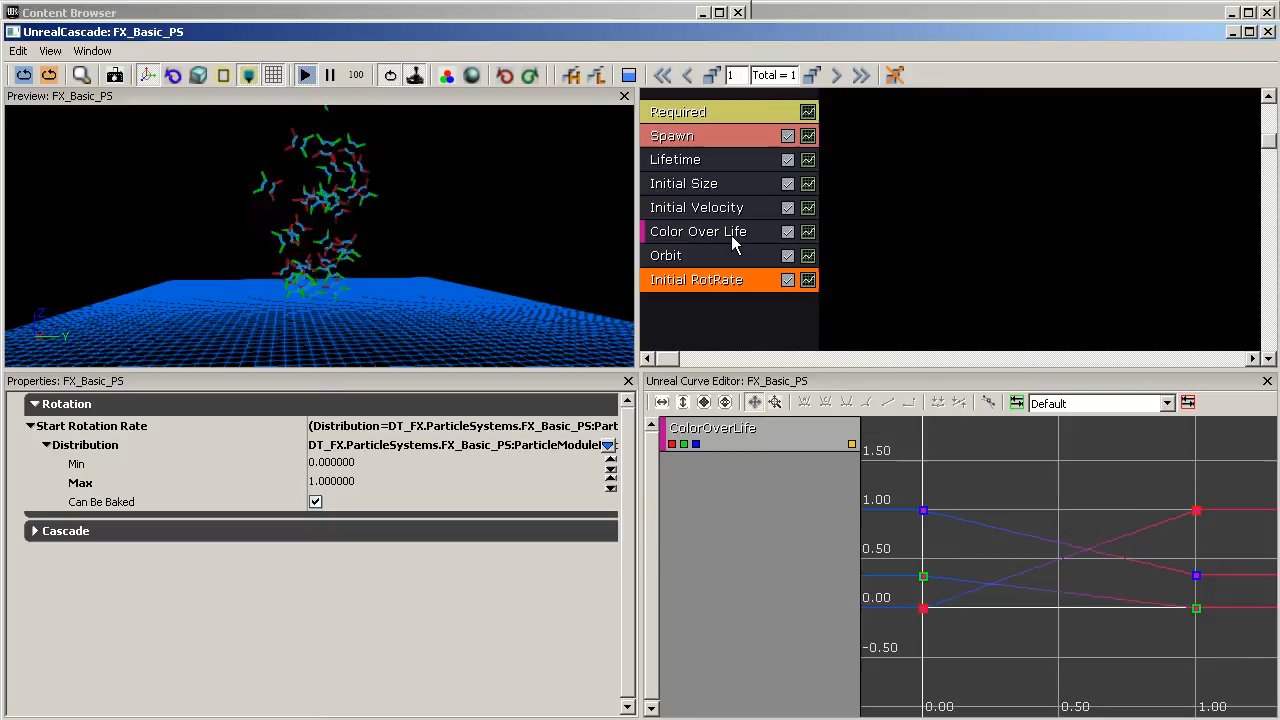 Content Browser
UnrealCascade: FX_Basic_PS
Edit View Window
100
1 Total = 1
Preview: FX_Basic_PS
Z
Y
Required
Spawn
Lifetime
Initial Size
Initial Velocity
Color Over Life
Orbit
Initial RotRate
Properties: FX_Basic_PS
Rotation
Start Rotation Rate (Distribution=DT_FX.ParticleSystems.FX_Basic_PS:Part
Distribution DT_FX.ParticleSystems.FX_Basic_PS:ParticleModule
Min 0.000000
Max 1.000000
Can Be Baked
Cascade
Unreal Curve Editor: FX_Basic_PS
Default
ColorOverLife
1.50
1.00
0.50
0.00
-0.50
0.00 0.50 1.00